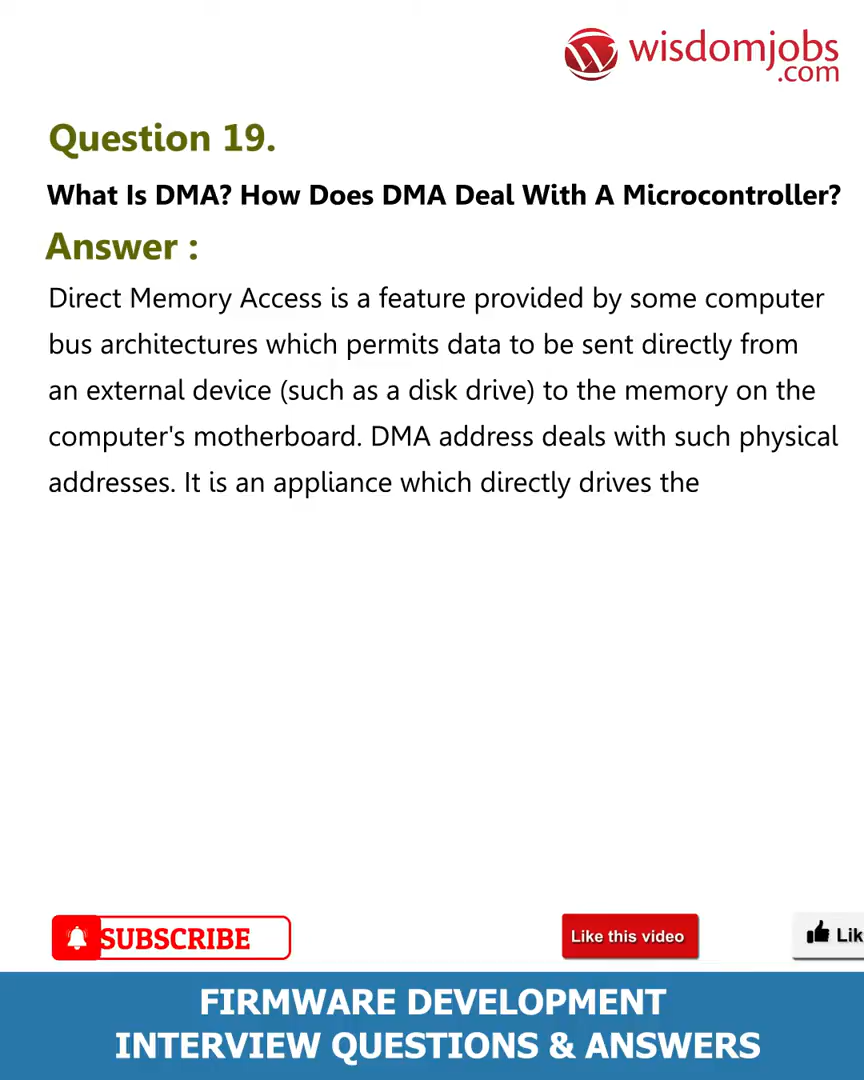 wisdomjobs
.com
Question 19.
What Is DMA? How Does DMA Deal With A Microcontroller?
Answer :
Direct Memory Access is a feature provided by some computer
bus architectures which permits data to be sent directly from
an external device (such as a disk drive) to the memory on the
computer's motherboard. DMA address deals with such physical
addresses. It is an appliance which directly drives the
SUBSCRIBE
Like this video
Lik
FIRMWARE DEVELOPMENT
INTERVIEW QUESTIONS & ANSWERS